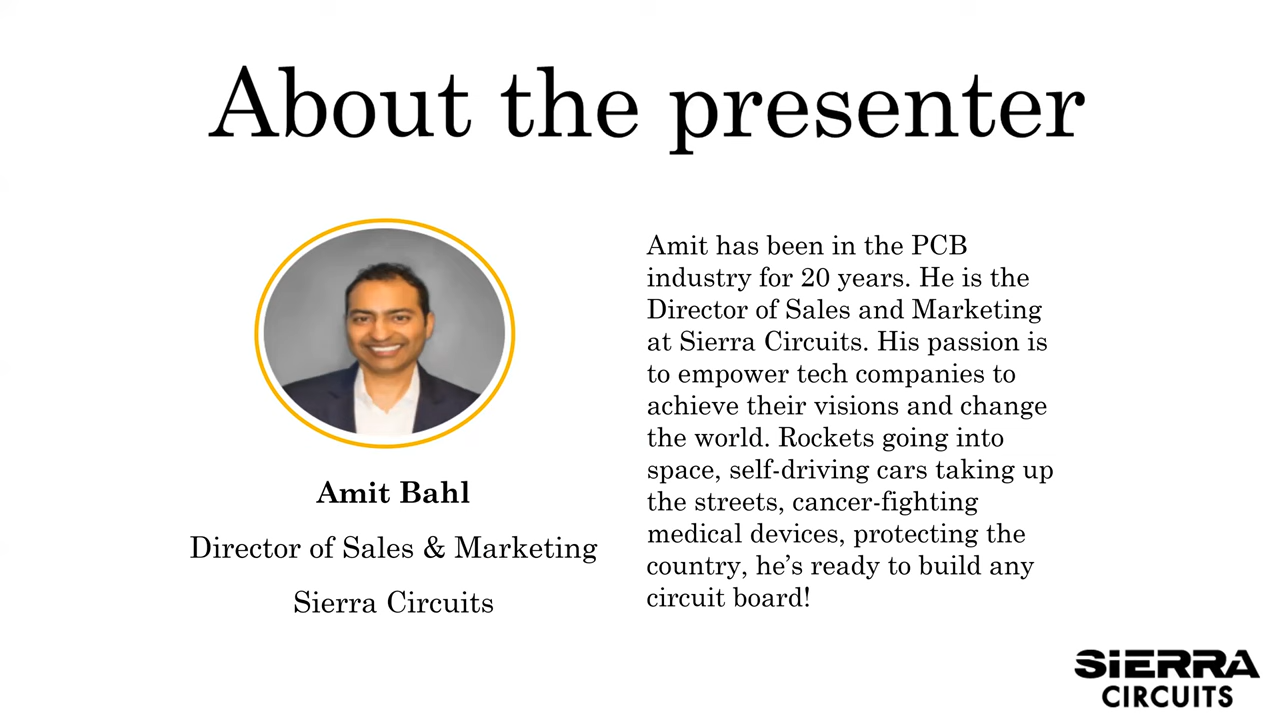 About the presenter
Amit Bahl
Director of Sales & Marketing
Sierra Circuits
Amit has been in the PCB
industry for 20 years. He is the
Director of Sales and Marketing
at Sierra Circuits. His passion is
to empower tech companies to
achieve their visions and change
the world. Rockets going into
space, self-driving cars taking up
the streets, cancer-fighting
medical devices, protecting the
country, he’s ready to build any
circuit board!
SiERRA
CIRCUITS